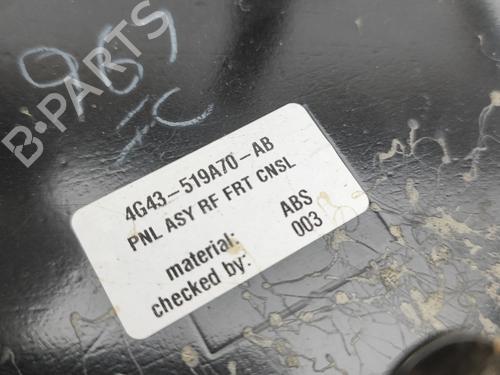 B-PARTS
4G43-519A70-AB
PNL ASY RF FRT CNSL
material: ABS
checked by: 003